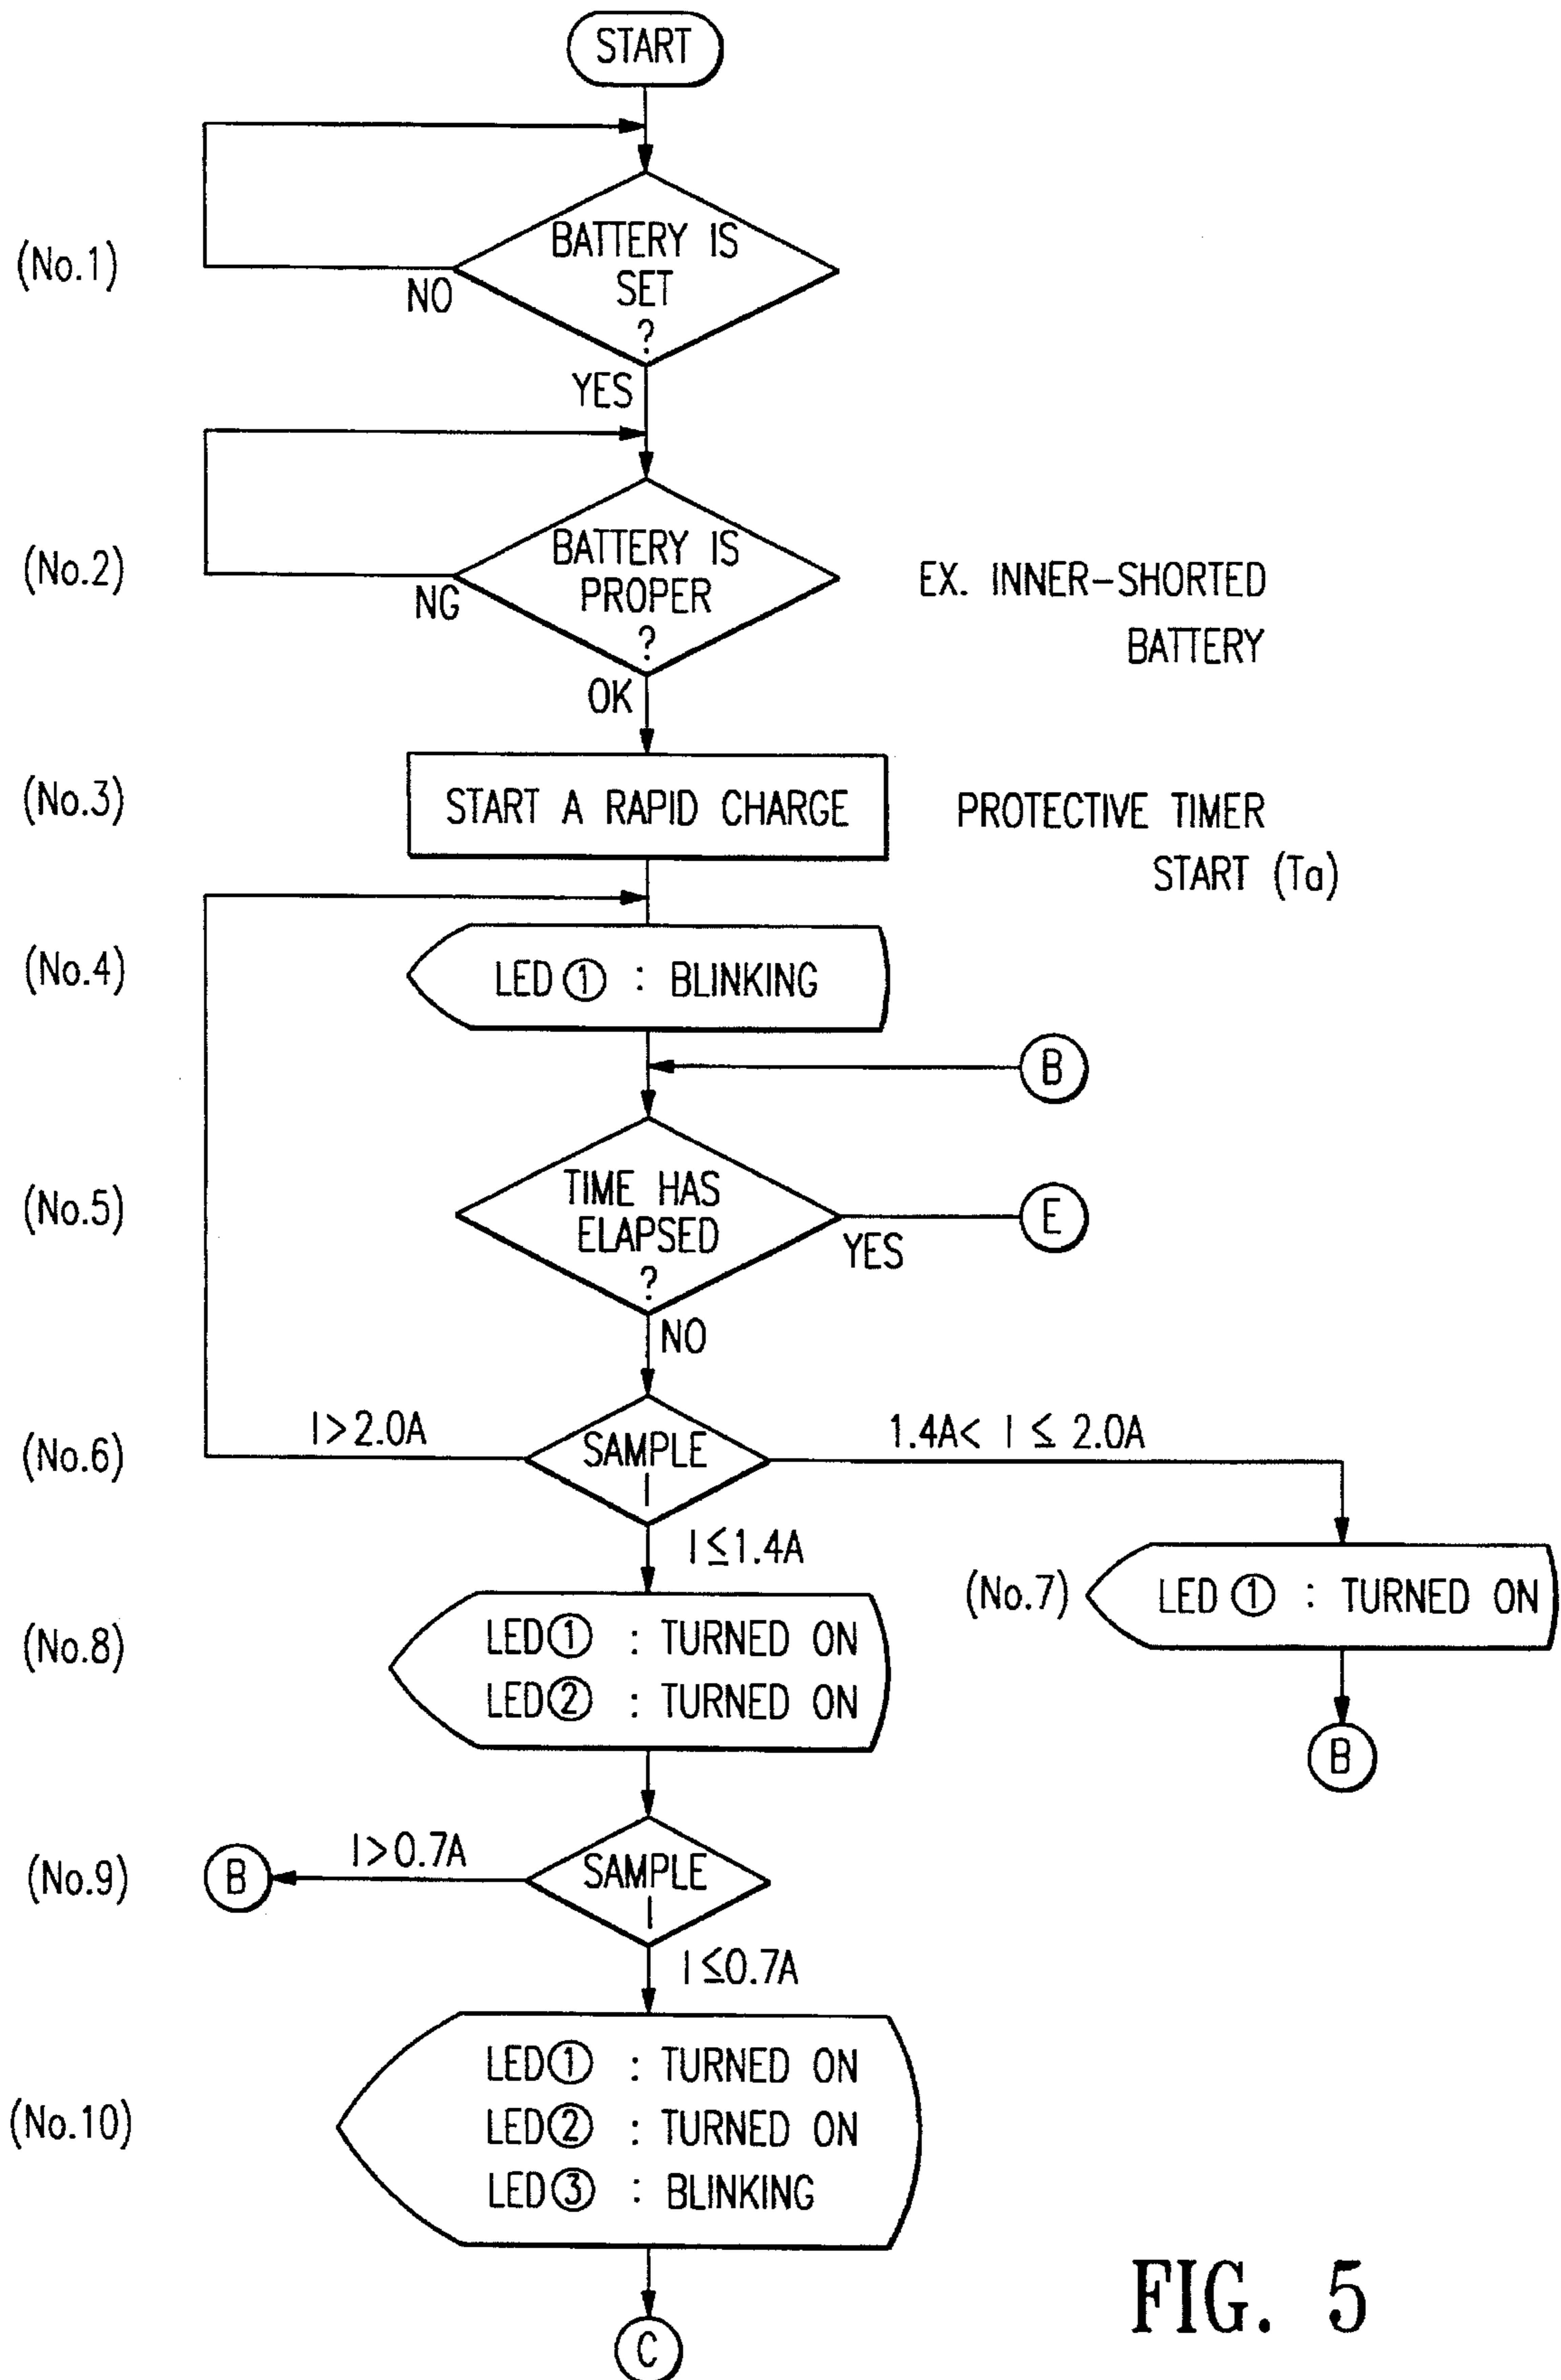 START
(No.1)
BATTERY IS
SET
?
NO
YES
(No.2)
BATTERY IS
PROPER
?
NG
OK
EX. INNER-SHORTED
BATTERY
(No.3)
START A RAPID CHARGE
PROTECTIVE TIMER
START (Ta)
(No.4)
LED① : BLINKING
B
(No.5)
TIME HAS
ELAPSED
?
YES
E
NO
(No.6)
I>2.0A
SAMPLE
I
1.4A< I ≤ 2.0A
I≤1.4A
(No.7)
LED ① : TURNED ON
B
(No.8)
LED① : TURNED ON
LED② : TURNED ON
(No.9)
B
I>0.7A
SAMPLE
I
I≤0.7A
(No.10)
LED① : TURNED ON
LED② : TURNED ON
LED③ : BLINKING
C
FIG. 5